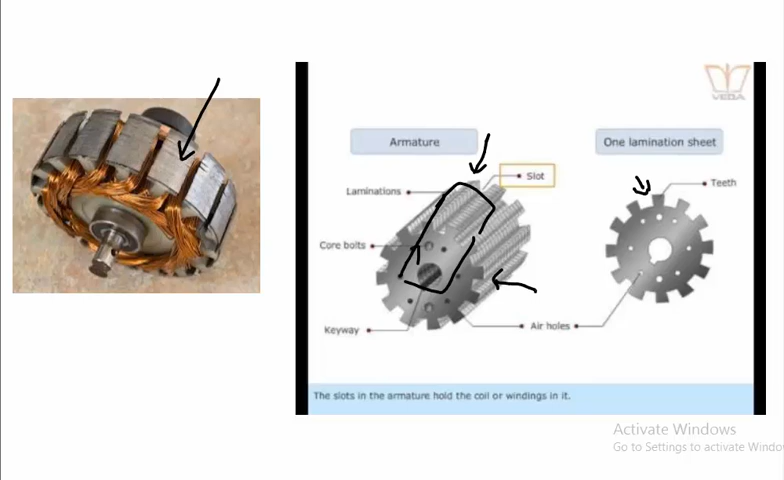 VEDA
Armature
One lamination sheet
Slot
Teeth
Laminations
Core bolts
Keyway
Air holes
The slots in the armature hold the coil or windings in it.
Activate Windows
Go to Settings to activate Windo